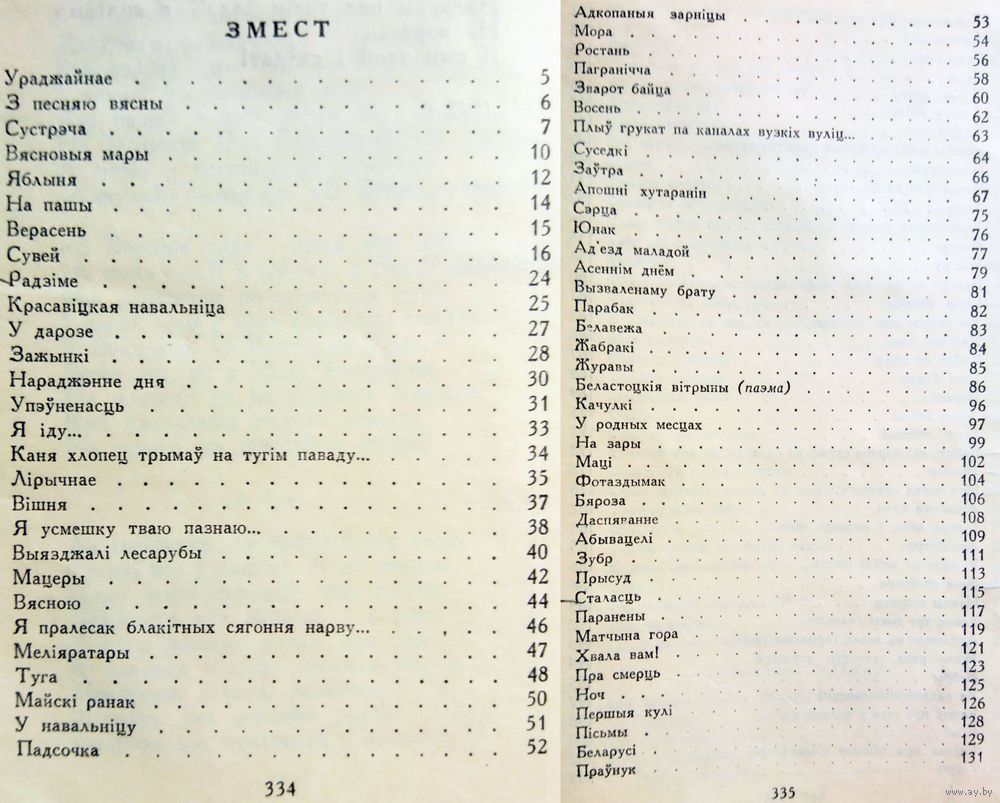 ЗМЕСТ
Ураджайнае . . . . . . . . . . 5
З песняю вясны . . . . . . . . . . 6
Сустрэча . . . . . . . . . . 7
Вясновыя мары . . . . . . . . . . 10
Яблыня . . . . . . . . . . 12
На пашы . . . . . . . . . . 14
Верасень . . . . . . . . . . 15
Сувей . . . . . . . . . . 16
Радзіме . . . . . . . . . . 24
Красавіцкая навальніца . . . . . . . . . . 25
У дарозе . . . . . . . . . . 27
Зажынкі . . . . . . . . . . 28
Нараджэнне дня . . . . . . . . . . 30
Упэўненасць . . . . . . . . . . 31
Я іду... . . . . . . . . . . 33
Каня хлопец трымаў на тугім паваду... . . . . 34
Лірычнае . . . . . . . . . . 35
Вішня . . . . . . . . . . 37
Я усмешку тваю пазнаю... . . . . . . . 38
Выязджалі лесарубы . . . . . . . . . . 40
Мацеры . . . . . . . . . . 42
Вясною . . . . . . . . . . 44
Я пралесак блакітных сягоння нарву... . . . . 46
Меліяратары . . . . . . . . . . 47
Туга . . . . . . . . . . 48
Майскі ранак . . . . . . . . . . 50
У навальніцу . . . . . . . . . . 51
Падсочка . . . . . . . . . . 52
334
Адкопаныя зарніцы . . . . . . . . . . 53
Мора . . . . . . . . . . 54
Ростань . . . . . . . . . . 56
Пагранічча . . . . . . . . . . 58
Зварот байца . . . . . . . . . . 60
Восень . . . . . . . . . . 62
Плыў грукат па каналах вузкіх вуліц... . . . . 63
Суседкі . . . . . . . . . . 64
Заўтра . . . . . . . . . . 66
Апошні хутаранін . . . . . . . . . . 67
Сэрца . . . . . . . . . . 75
Юнак . . . . . . . . . . 76
Ад'езд маладой . . . . . . . . . . 77
Асеннім днём . . . . . . . . . . 79
Вызваленаму брату . . . . . . . . . . 81
Парабак . . . . . . . . . . 82
Белавежа . . . . . . . . . . 83
Жабракі . . . . . . . . . . 84
Журавы . . . . . . . . . . 85
Беластоцкія вітрыны (паэма) . . . . . . . 86
Качулкі . . . . . . . . . . 96
У родных месцах . . . . . . . . . . 97
На зары . . . . . . . . . . 99
Маці . . . . . . . . . . 102
Фотаздымак . . . . . . . . . . 104
Бяроза . . . . . . . . . . 106
Даспяванне . . . . . . . . . . 108
Абывацелі . . . . . . . . . . 109
Зубр . . . . . . . . . . 111
Прысуд . . . . . . . . . . 113
Сталасць . . . . . . . . . . 115
Паранены . . . . . . . . . . 117
Матчына гора . . . . . . . . . . 119
Хвала вам! . . . . . . . . . . 121
Пра смерць . . . . . . . . . . 123
Ноч . . . . . . . . . . 125
Першыя кулі . . . . . . . . . . 126
Пісьмы . . . . . . . . . . 128
Беларусі . . . . . . . . . . 129
Праўнук . . . . . . . . . . 131
335
www.ay.by